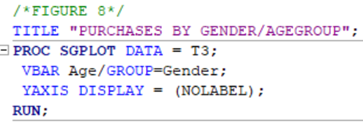 /*FIGURE 8*/
TITLE "PURCHASES BY GENDER/AGEGROUP";
PROC SGPLOT DATA = T3;
VBAR Age/GROUP=Gender;
YAXIS DISPLAY = (NOLABEL);
RUN;